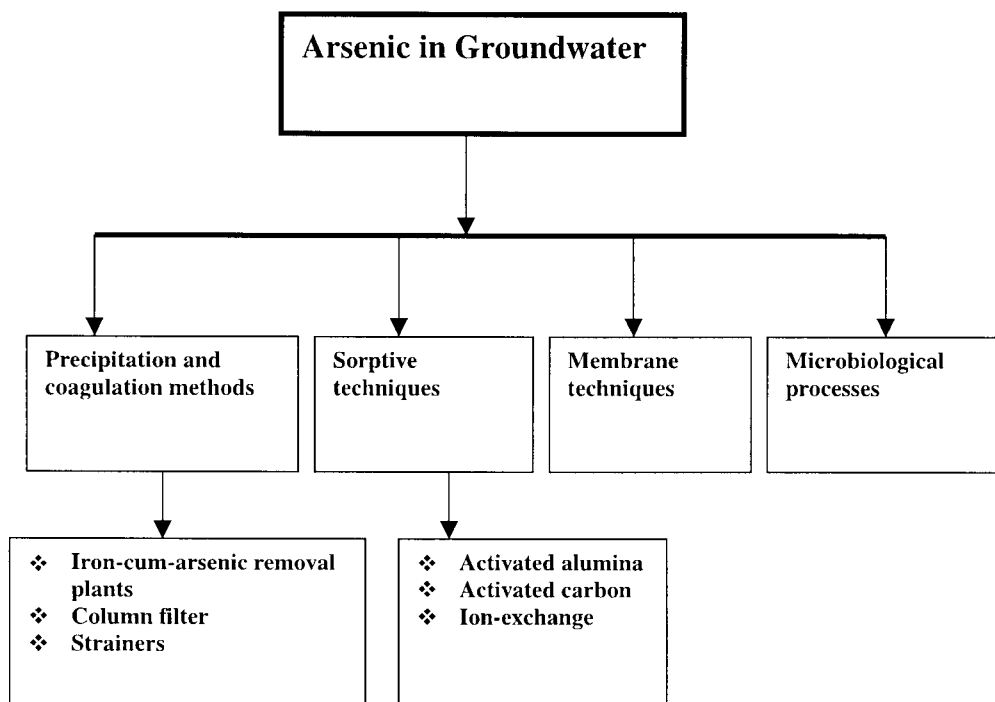 Arsenic in Groundwater
Precipitation and
coagulation methods
Sorptive
techniques
Membrane
techniques
Microbiological
processes
❖ Iron-cum-arsenic removal
plants
❖ Column filter
❖ Strainers
❖ Activated alumina
❖ Activated carbon
❖ Ion-exchange